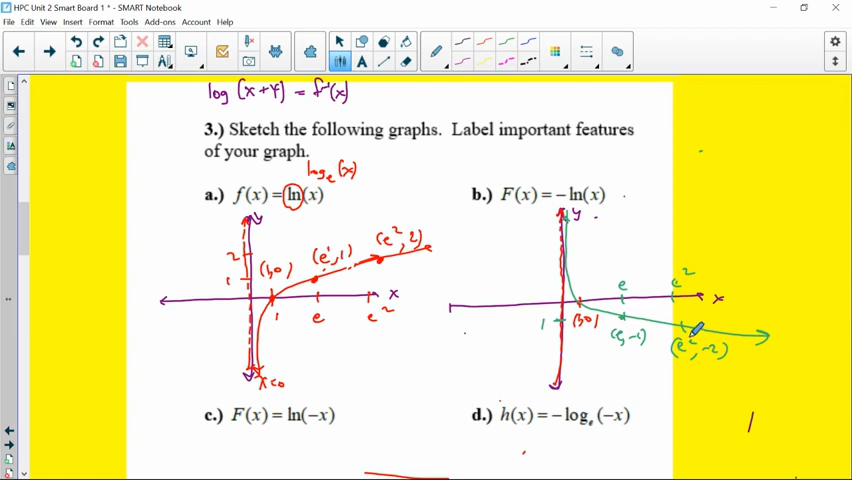 HPC Unit 2 Smart Board 1 * - SMART Notebook
File Edit View Insert Format Tools Add-ons Account Help
log (x+4) = f⁻¹(x)
3.) Sketch the following graphs. Label important features
of your graph.
logₑ(x)
a.) f(x) = ln(x)
b.) F(x) = −ln(x)
y
2
1
(1,0)
(e¹, 1)
(e², 2)
x
1
e
e²
x=0
y
e
e²
x
1
(1,0)
(e, -1)
(e², -2)
c.) F(x) = ln(−x)
d.) h(x) = −logₑ(−x)